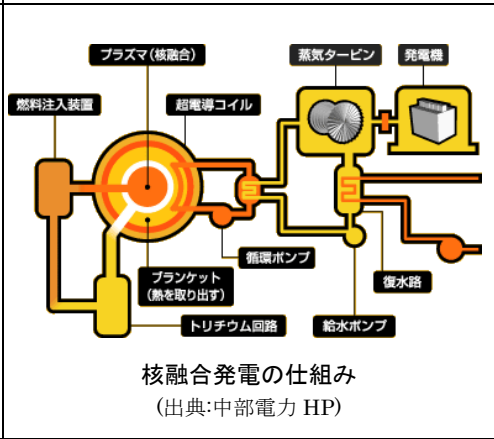 プラズマ(核融合)
蒸気タービン
発電機
燃料注入装置
超電導コイル
循環ポンプ
ブランケット
(熱を取り出す)
復水路
トリチウム回路
給水ポンプ
核融合発電の仕組み
(出典:中部電力 HP)